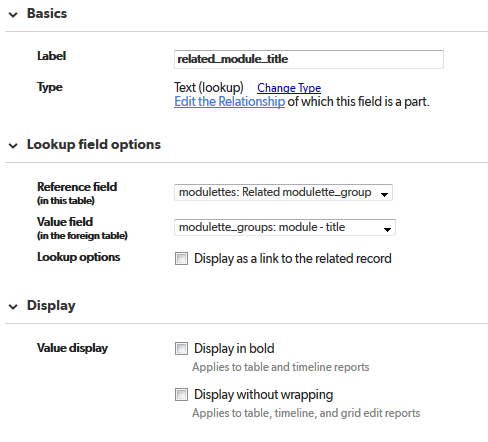 Basics
Label
related_module_title
Type
Text (lookup) Change Type
Edit the Relationship of which this field is a part.
Lookup field options
Reference field
(in this table)
modulettes: Related modulette_group
Value field
(in the foreign table)
modulette_groups: module - title
Lookup options
Display as a link to the related record
Display
Value display
Display in bold
Applies to table and timeline reports
Display without wrapping
Applies to table, timeline, and grid edit reports